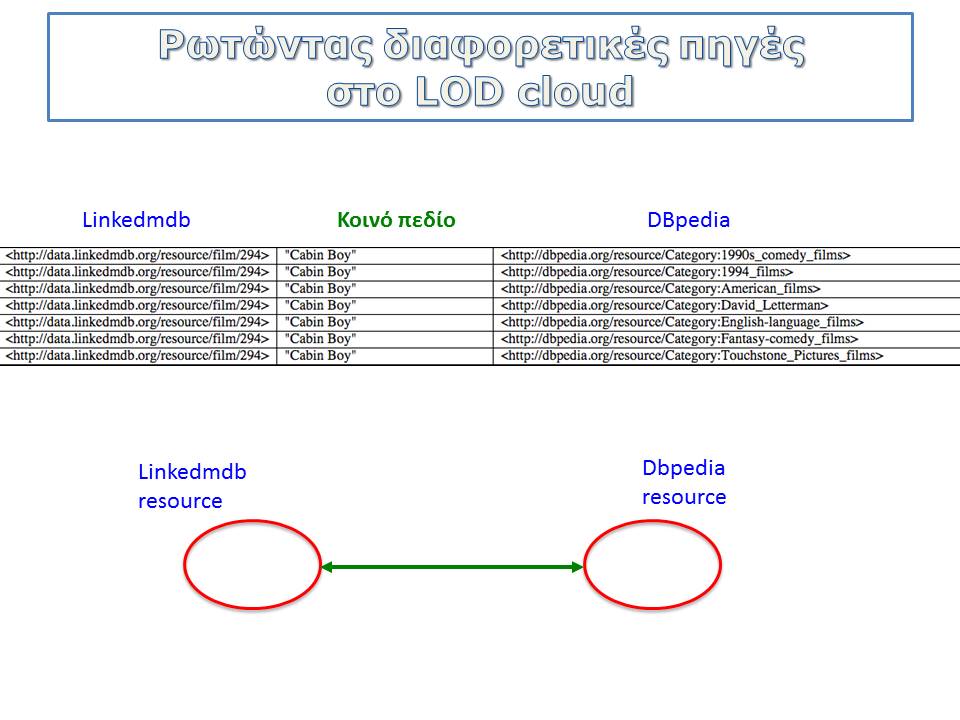 Ρωτώντας διαφορετικές πηγές
στο LOD cloud
Linkedmdb Κοινό πεδίο DBpedia
<http://data.linkedmdb.org/resource/film/294> "Cabin Boy" <http://dbpedia.org/resource/Category:1990s_comedy_films>
<http://data.linkedmdb.org/resource/film/294> "Cabin Boy" <http://dbpedia.org/resource/Category:1994_films>
<http://data.linkedmdb.org/resource/film/294> "Cabin Boy" <http://dbpedia.org/resource/Category:American_films>
<http://data.linkedmdb.org/resource/film/294> "Cabin Boy" <http://dbpedia.org/resource/Category:David_Letterman>
<http://data.linkedmdb.org/resource/film/294> "Cabin Boy" <http://dbpedia.org/resource/Category:English-language_films>
<http://data.linkedmdb.org/resource/film/294> "Cabin Boy" <http://dbpedia.org/resource/Category:Fantasy-comedy_films>
<http://data.linkedmdb.org/resource/film/294> "Cabin Boy" <http://dbpedia.org/resource/Category:Touchstone_Pictures_films>
Linkedmdb
resource
Dbpedia
resource